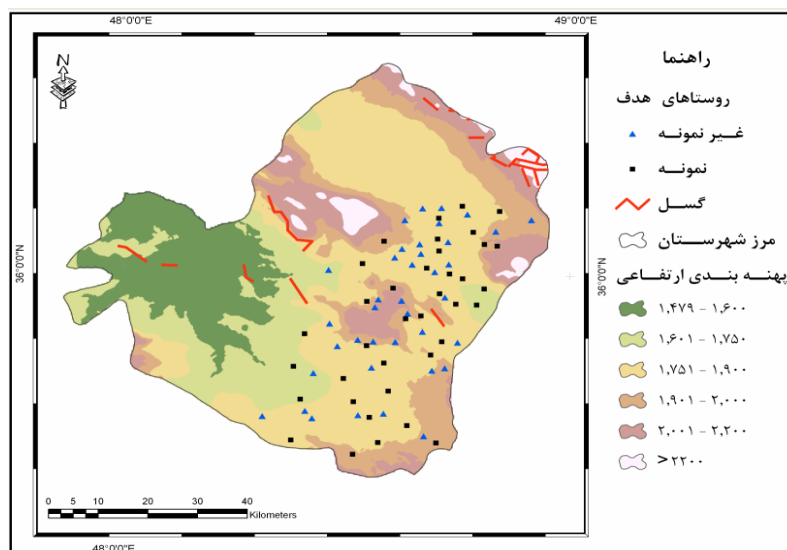 48°0'0"E
49°0'0"E
N
36°0'0"N
36°0'0"N
راهنما
روستاهای هدف
غیر نمونه
نمونه
گسل
مرز شهرستان
پهنه بندی ارتفاعی
۱,۴۷۹ - ۱,۶۰۰
۱,۶۰۱ - ۱,۷۵۰
۱,۷۵۱ - ۱,۹۰۰
۱,۹۰۱ - ۲,۰۰۰
۲,۰۰۱ - ۲,۲۰۰
>۲۲۰۰
0 5 10 20 30 40
Kilometers
48°0'0"E